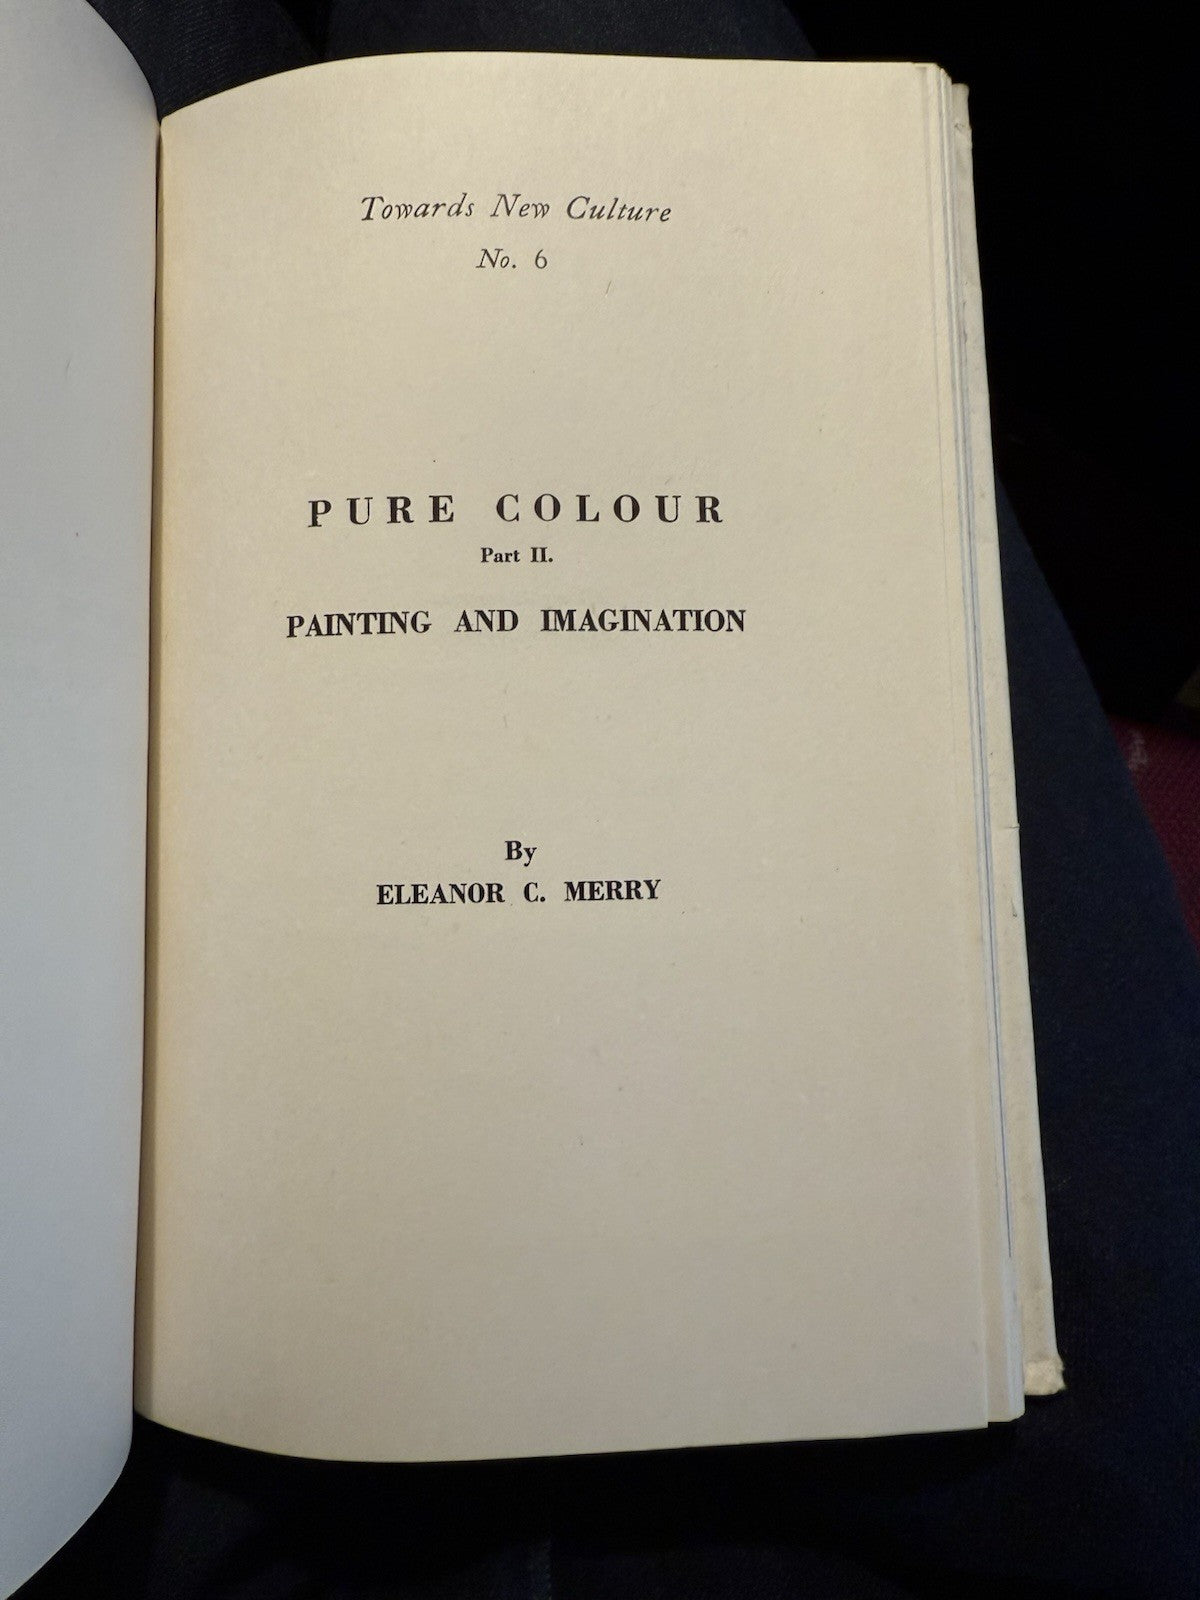 Towards New Culture
No. 6
PURE COLOUR
Part II.
PAINTING AND IMAGINATION
By
ELEANOR C. MERRY